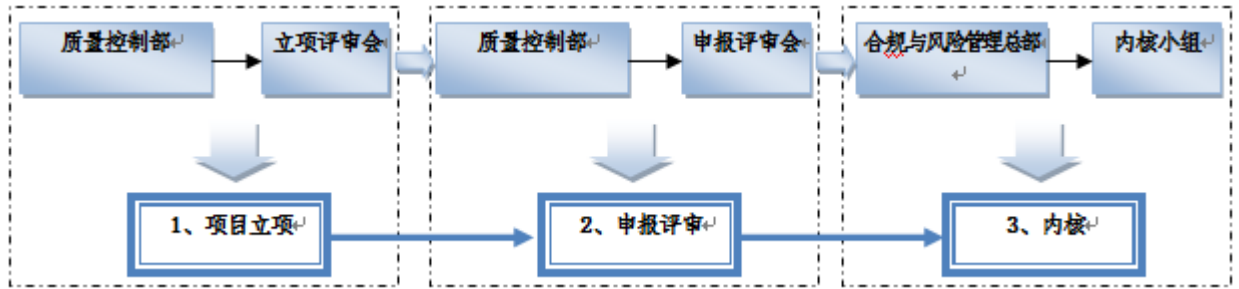 质量控制部
立项评审会
质量控制部
申报评审会
合规与风险管理总部
内核小组
1、项目立项
2、申报评审
3、内核